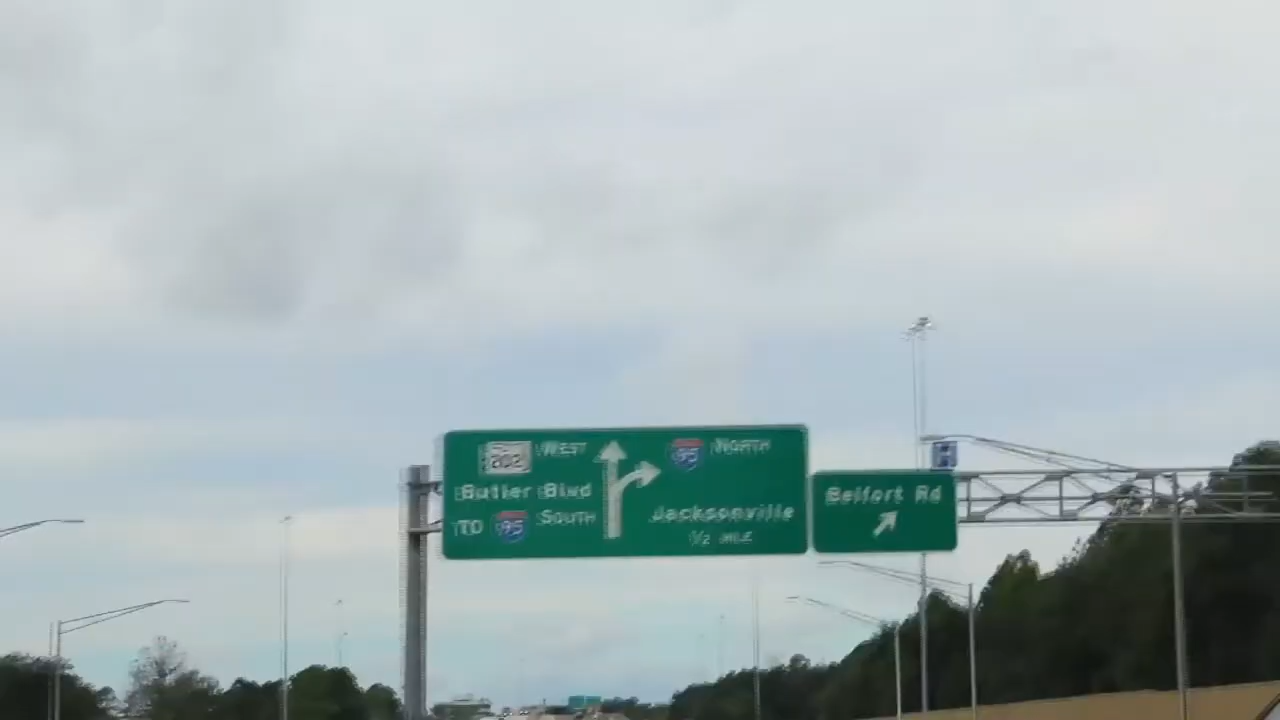 202 WEST
Butler Blvd
TO 95 SOUTH
95 NORTH
Jacksonville
1/2 MILE
Belfort Rd
H